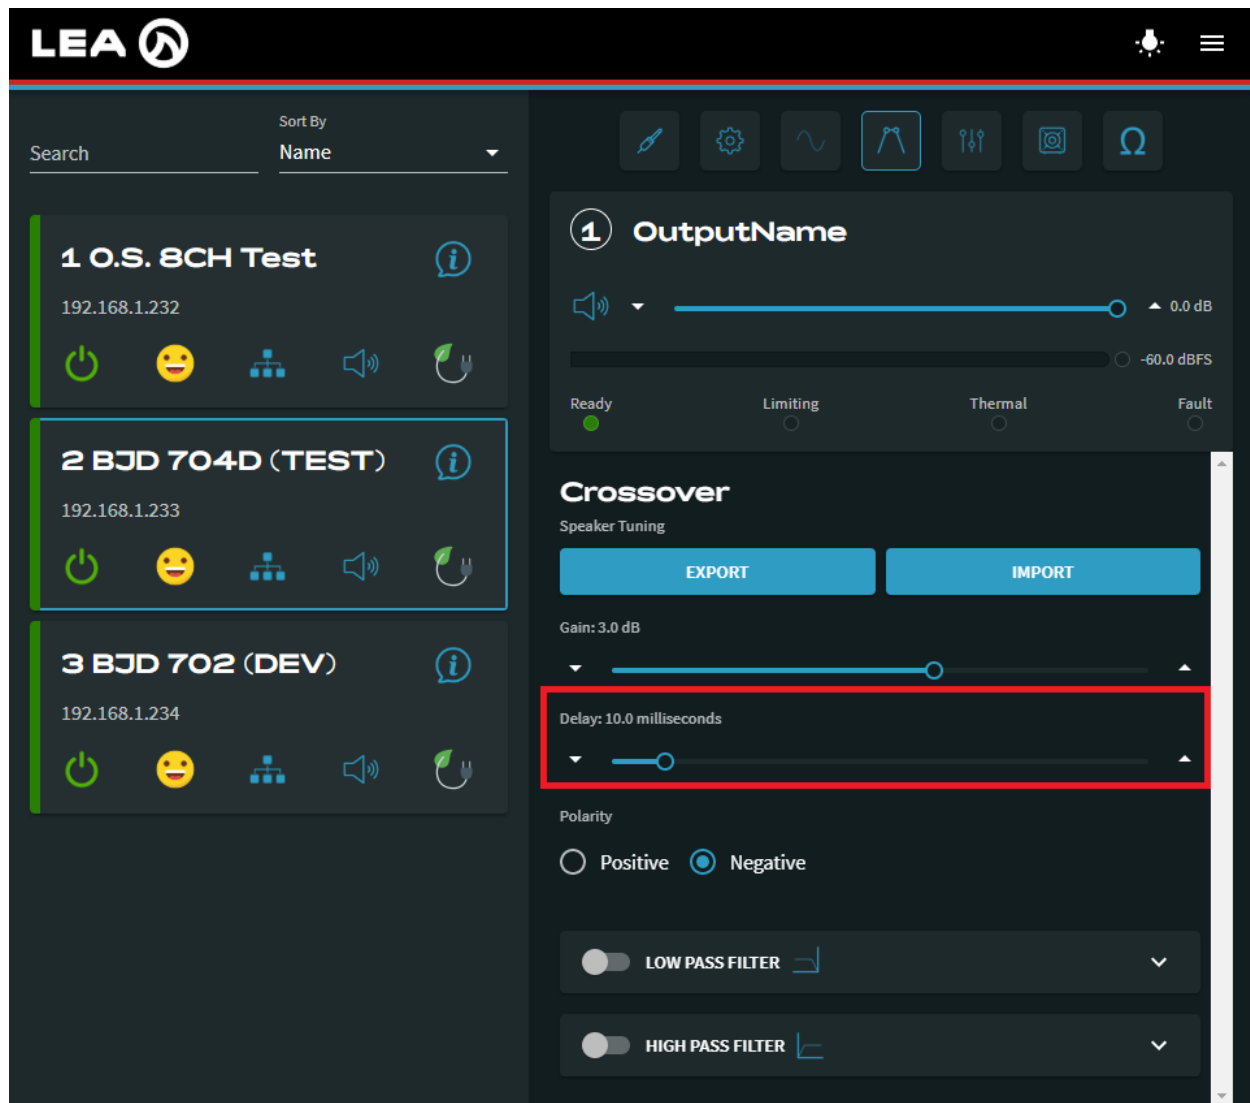 LEA
Search
Sort By
Name
1 O.S. 8CH Test
192.168.1.232
2 BJD 704D (TEST)
192.168.1.233
3 BJD 702 (DEV)
192.168.1.234
Ω
1 OutputName
0.0 dB
-60.0 dBFS
Ready Limiting Thermal Fault
Crossover
Speaker Tuning
EXPORT IMPORT
Gain: 3.0 dB
Delay: 10.0 milliseconds
Polarity
Positive Negative
LOW PASS FILTER
HIGH PASS FILTER